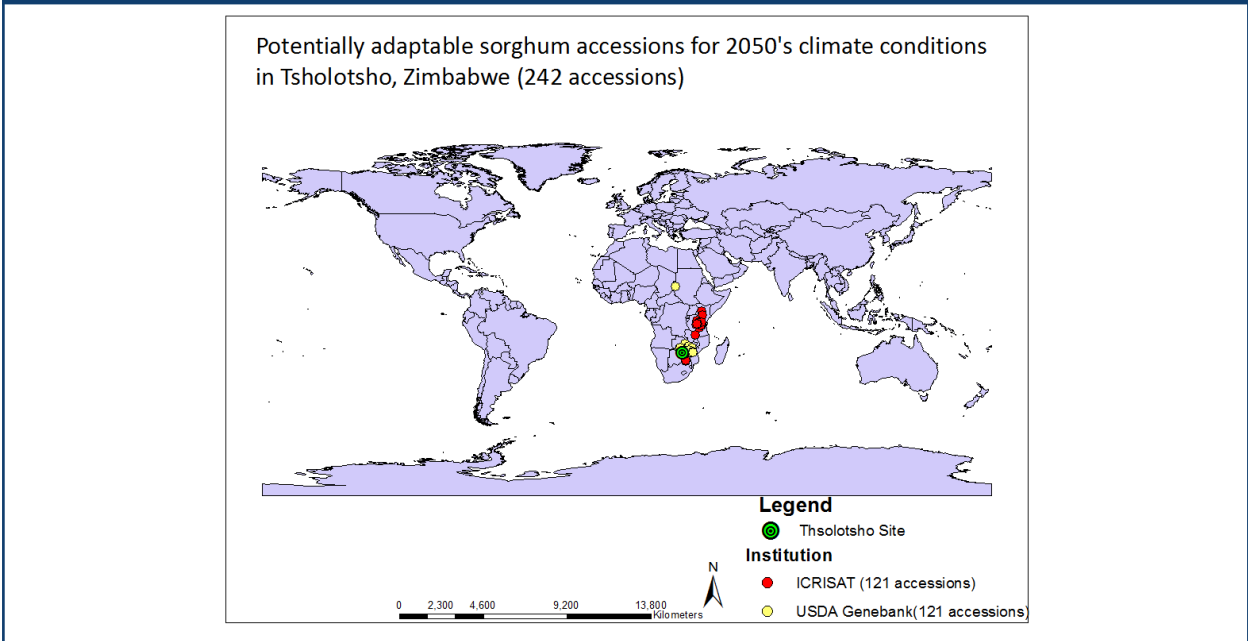 Potentially adaptable sorghum accessions for 2050's climate conditions
in Tsholotsho, Zimbabwe (242 accessions)
Legend
Thsolotsho Site
Institution
N
ICRISAT (121 accessions)
0 2,300 4,600 9,200 13,800
Kilometers
USDA Genebank(121 accessions)